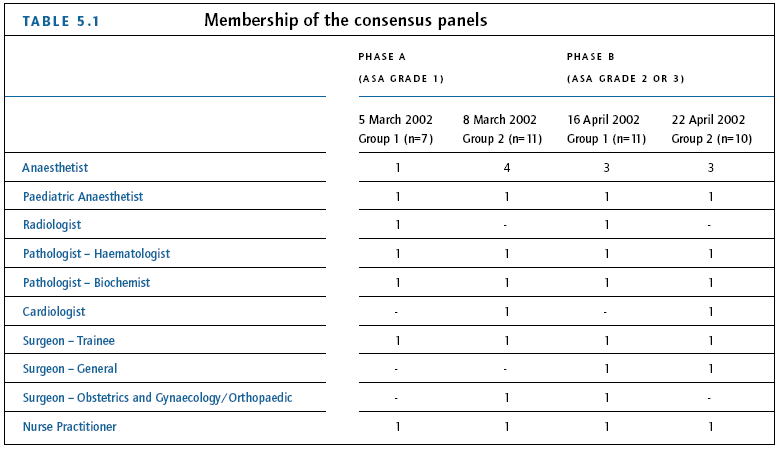 TABLE 5.1 Membership of the consensus panels
PHASE A PHASE B
(ASA GRADE 1) (ASA GRADE 2 OR 3)
5 March 2002 8 March 2002 16 April 2002 22 April 2002
Group 1 (n=7) Group 2 (n=11) Group 1 (n=11) Group 2 (n=10)
Anaesthetist 1 4 3 3
Paediatric Anaesthetist 1 1 1 1
Radiologist 1 - 1 -
Pathologist – Haematologist 1 1 1 1
Pathologist – Biochemist 1 1 1 1
Cardiologist - 1 - 1
Surgeon – Trainee 1 1 1 1
Surgeon – General - - 1 1
Surgeon – Obstetrics and Gynaecology/Orthopaedic - 1 1 -
Nurse Practitioner 1 1 1 1